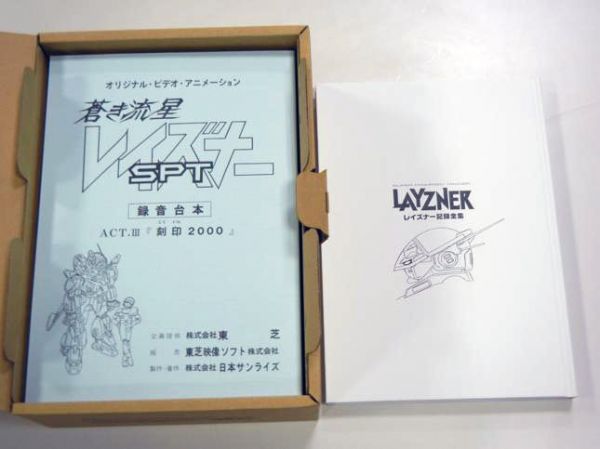 オリジナル・ビデオ・アニメーション
蒼き流星
SPT
レイズナー
録音台本
ACT.Ⅲ『刻印2000』
こくいん
企画提供 株式会社東芝
販売 東芝映像ソフト株式会社
製作・著作 株式会社日本サンライズ
LAYZNER
レイズナー記録全集